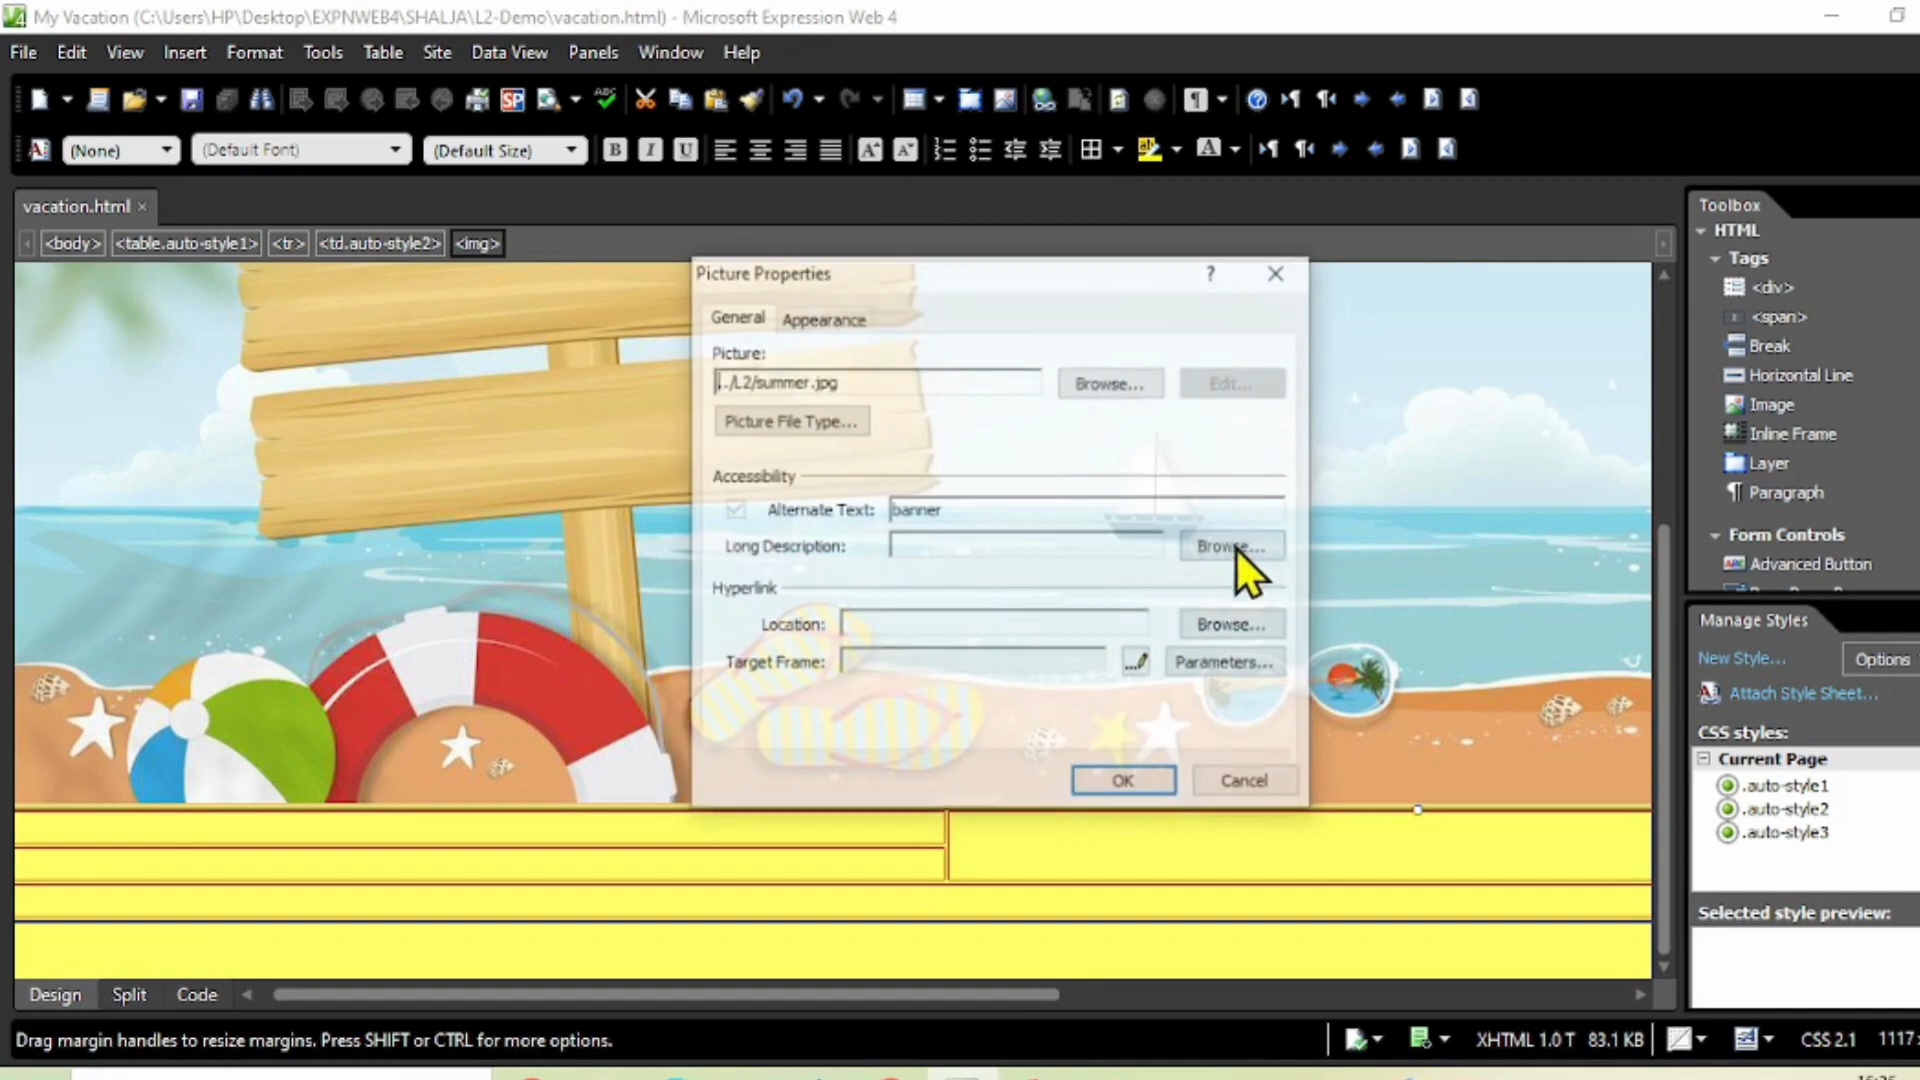 My Vacation (C:\Users\HP\Desktop\EXPNWEB4\SHALJA\L2-Demo\vacation.html) - Microsoft Expression Web 4
File Edit View Insert Format Tools Table Site Data View Panels Window Help
(None) (Default Font) (Default Size) B I U
vacation.html
<body> <table.auto-style1> <tr> <td.auto-style2> <img>
Picture Properties
General Appearance
Picture:
../L2/summer.jpg Browse... Edit...
Picture File Type...
Accessibility
Alternate Text: banner
Long Description: Browse...
Hyperlink
Location: Browse...
Target Frame: Parameters...
OK Cancel
Toolbox
HTML
Tags
<div>
<span>
Break
Horizontal Line
Image
Inline Frame
Layer
Paragraph
Form Controls
Advanced Button
Manage Styles
New Style... Options
Attach Style Sheet...
CSS styles:
Current Page
.auto-style1
.auto-style2
.auto-style3
Selected style preview:
Design Split Code
Drag margin handles to resize margins. Press SHIFT or CTRL for more options.
XHTML 1.0 T 83.1 KB CSS 2.1 1117